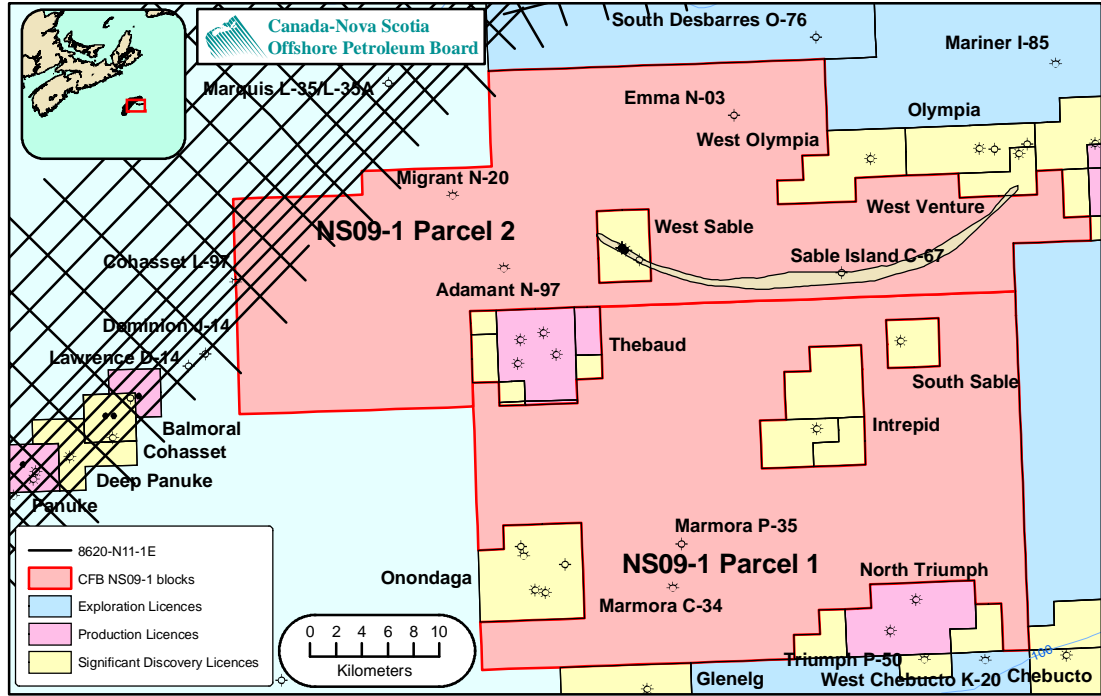 South Desbarres O-76
Canada-Nova Scotia
Offshore Petroleum Board
Mariner I-85
Marquis L-35/L-35A
Emma N-03
Olympia
West Olympia
Migrant N-20
West Venture
NS09-1 Parcel 2
West Sable
Sable Island C-67
Cohasset L-97
Adamant N-97
Dominion J-14
Thebaud
Lawrence D-14
South Sable
Balmoral
Intrepid
Cohasset
Deep Panuke
Panuke
Marmora P-35
8620-N11-1E
NS09-1 Parcel 1
North Triumph
CFB NS09-1 blocks
Onondaga
Exploration Licences
Marmora C-34
Production Licences
0 2 4 6 8 10
Kilometers
Significant Discovery Licences
Triumph P-50
100
Glenelg
West Chebucto K-20
Chebucto